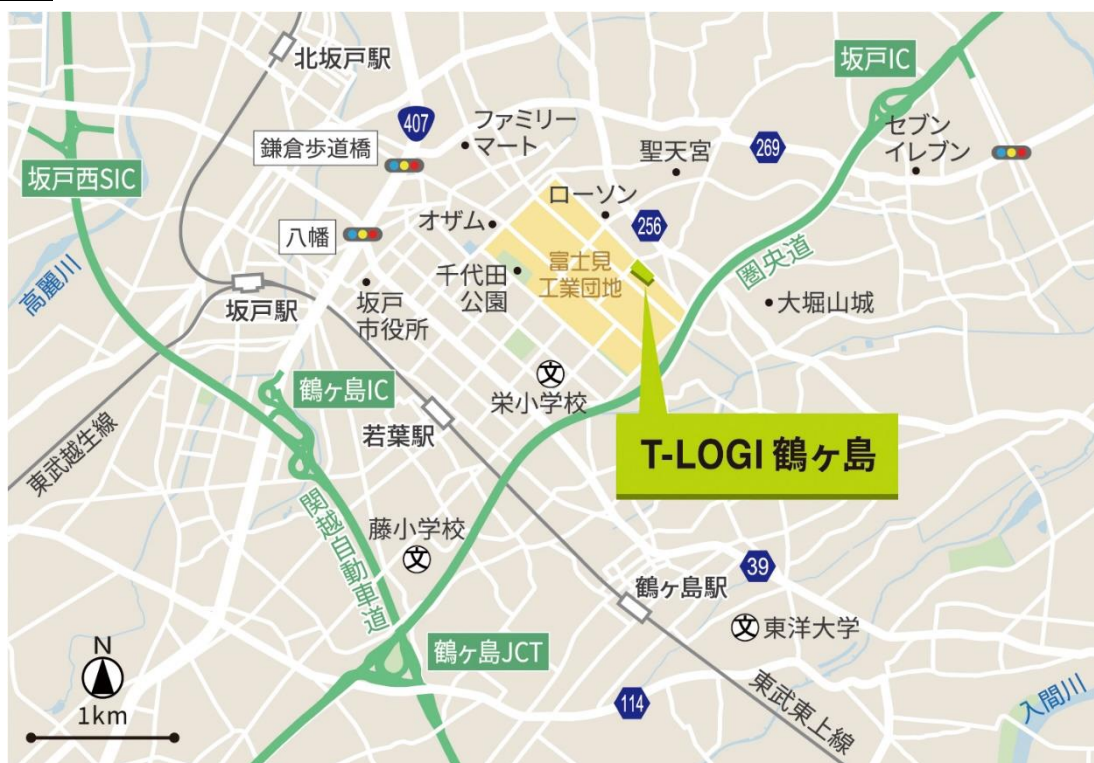 北坂戸駅
坂戸IC
407
ファミリー
マート
セブン
イレブン
鎌倉歩道橋
聖天宮
269
坂戸西SIC
ローソン
オザム
256
八幡
富士見
工業団地
圏央道
千代田
公園
高麗川
坂戸駅
坂戸
市役所
大堀山城
文
栄小学校
鶴ヶ島IC
若葉駅
T-LOGI 鶴ヶ島
東武越生線
関越自動車道
藤小学校
文
39
鶴ヶ島駅
文 東洋大学
鶴ヶ島JCT
N
1km
114
東武東上線
入間川